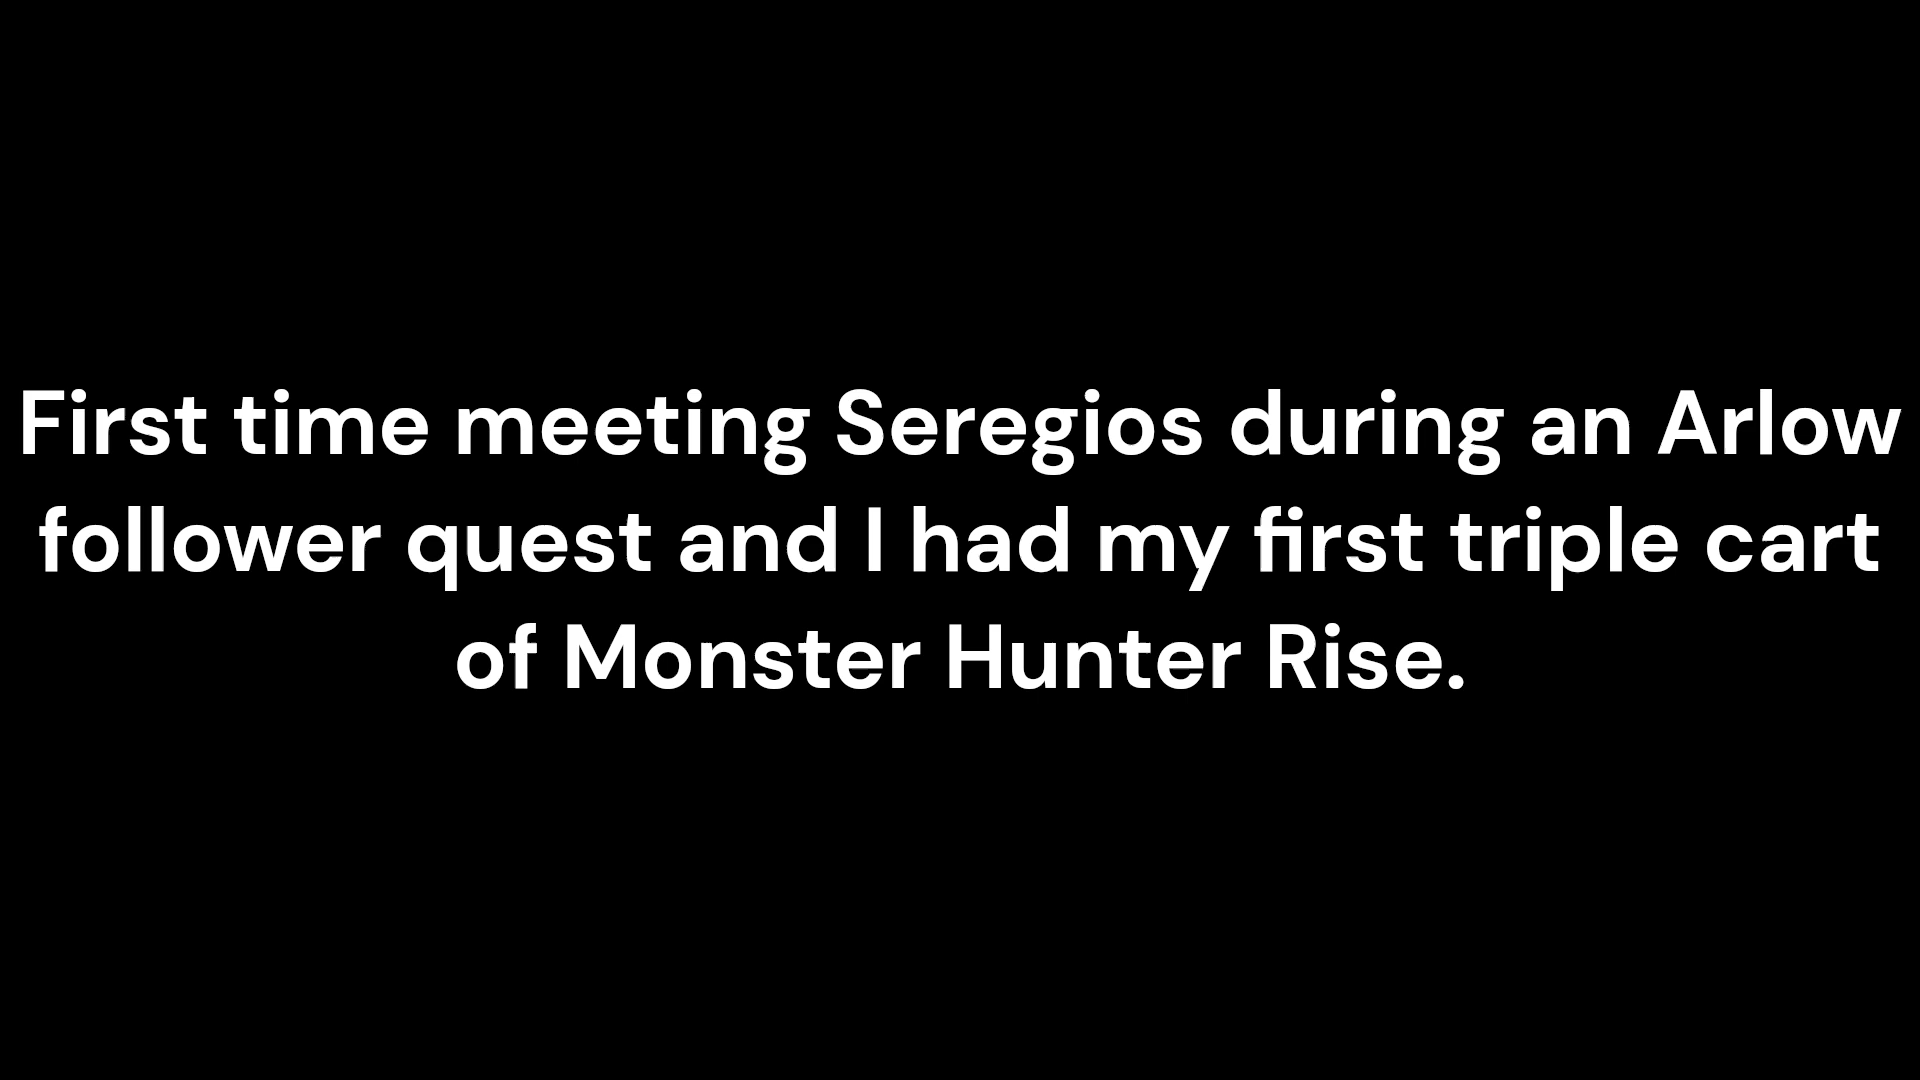 First time meeting Seregios during an Arlow
follower quest and I had my first triple cart
of Monster Hunter Rise.